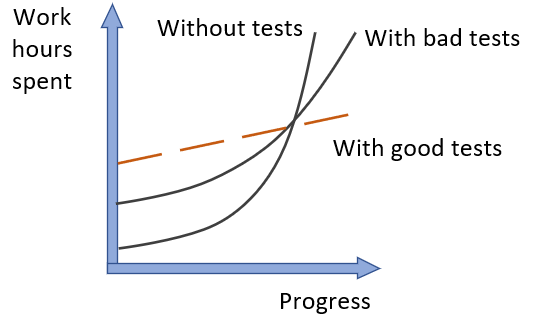 Work
hours
spent
Without tests
With bad tests
With good tests
Progress